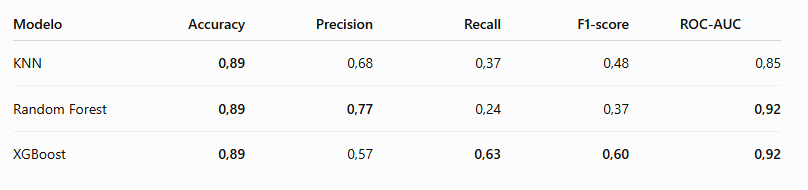 Modelo Accuracy Precision Recall F1-score ROC-AUC
KNN 0,89 0,68 0,37 0,48 0,85
Random Forest 0,89 0,77 0,24 0,37 0,92
XGBoost 0,89 0,57 0,63 0,60 0,92